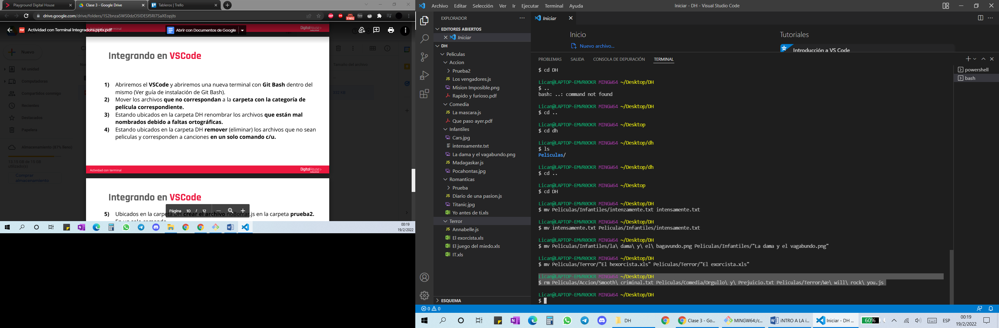 Playground Digital House
Clase 3 - Google Drive
Tableros | Trello
drive.google.com/drive/folders/1S2bnza5WS0dzO5IDESf5RI7SaXEopjts
Actividad con Terminal Integradora.pptx.pdf
Abrir con Documentos de Google
DigitalHouse>
Nuevo
Mi unidad
Computadoras
Compartidos conmigo
Recientes
Destacados
Papelera
Almacenamiento (87% lleno)
13.15 GB de 15 GB
utilizado(s)
Comprar
almacenamiento
Tamaño del archivo
332 KB
Integrando en VSCode
1) Abriremos el VSCode y abriremos una nueva terminal con Git Bash dentro del
mismo (Ver guía de instalación de Git Bash).
2) Mover los archivos que no correspondan a la carpeta con la categoría de
película correspondiente.
3) Estando ubicados en la carpeta DH renombrar los archivos que están mal
nombrados debido a faltas ortográficas.
4) Estando ubicados en la carpeta DH remover (eliminar) los archivos que no sean
peliculas y corresponden a canciones en un solo comando c/u.
Actividad con terminal
DigitalHouse>
Coding School
Integrando en VSCode
Página 10 / 12
5) Ubicados en la carpeta DH crear el archivo noBorrar.js en la carpeta prueba2.
00:19
19/2/2022
Archivo Editar Selección Ver Ir Ejecutar Terminal Ayuda
Iniciar - DH - Visual Studio Code
EXPLORADOR
EDITORES ABIERTOS
Iniciar
DH
Peliculas
Accion
Prueba2
Los vengadores.js
Mision Imposible.png
Rapido y furioso.pdf
Comedia
La mascara.js
Que paso ayer.pdf
Infantiles
Cars.jpg
intensamente.txt
La dama y el vagabundo.png
Madagaskar.js
Pocahontas.jpg
Romanticas
Prueba
Diario de una pasion.js
Titanic.jpg
Yo antes de ti.xls
Terror
Annabelle.js
El exorcista.xls
El juego del miedo.xls
IT.xls
ESQUEMA
Iniciar
Inicio
Nuevo archivo...
Tutoriales
Introducción a VS Code
PROBLEMAS SALIDA CONSOLA DE DEPURACIÓN TERMINAL
powershell
bash
$ cd DH
Lican@LAPTOP-EMVR0OKR MINGW64 ~/Desktop/DH
$ ..
bash: ..: command not found
Lican@LAPTOP-EMVR0OKR MINGW64 ~/Desktop/DH
$ cd ..
Lican@LAPTOP-EMVR0OKR MINGW64 ~/Desktop
$ cd dh
Lican@LAPTOP-EMVR0OKR MINGW64 ~/Desktop/dh
$ ls
Peliculas/
Lican@LAPTOP-EMVR0OKR MINGW64 ~/Desktop/dh
$ cd ..
Lican@LAPTOP-EMVR0OKR MINGW64 ~/Desktop
$ cd DH
Lican@LAPTOP-EMVR0OKR MINGW64 ~/Desktop/DH
$ mv Peliculas/Infantiles/intenzamente.txt intensamente.txt
Lican@LAPTOP-EMVR0OKR MINGW64 ~/Desktop/DH
$ mv intensamente.txt Peliculas/Infantiles/intensamente.txt
Lican@LAPTOP-EMVR0OKR MINGW64 ~/Desktop/DH
$ mv Peliculas/Infantiles/la\ dama\ y\ el\ bagavundo.png Peliculas/Infantiles/"La dama y el vagabundo.png"
Lican@LAPTOP-EMVR0OKR MINGW64 ~/Desktop/DH
$ mv Peliculas/Terror/"El hexorcista.xls" Peliculas/Terror/"El exorcista.xls"
Lican@LAPTOP-EMVR0OKR MINGW64 ~/Desktop/DH
$ rm Peliculas/Accion/Smooth\ criminal.txt Peliculas/Comedia/Orgullo\ y\ Prejuicio.txt Peliculas/Terror/We\ will\ rock\ you.js
Lican@LAPTOP-EMVR0OKR MINGW64 ~/Desktop/DH
$
0 0
DH
Clase 3 - Go...
MINGW64:/c...
iNTRO A LA i...
Iniciar - DH ...
60%
ESP
00:19
19/2/2022